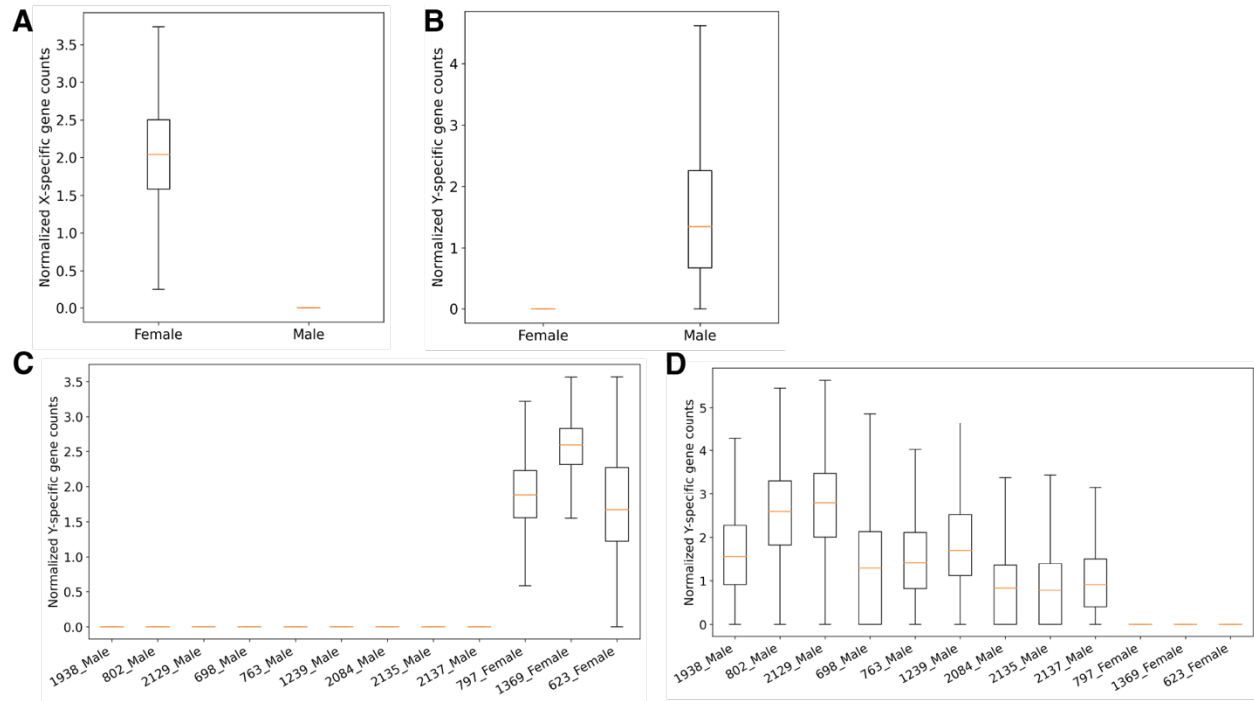 A
Normalized X-specific gene counts
3.5
3.0
2.5
2.0
1.5
1.0
0.5
0.0
Female
Male
B
Normalized Y-specific gene counts
4
3
2
1
0
Female
Male
C
Normalized Y-specific gene counts
3.5
3.0
2.5
2.0
1.5
1.0
0.5
0.0
1938_Male
802_Male
2129_Male
698_Male
763_Male
1239_Male
2084_Male
2135_Male
2137_Male
797_Female
1369_Female
623_Female
D
Normalized Y-specific gene counts
5
4
3
2
1
0
1938_Male
802_Male
2129_Male
698_Male
763_Male
1239_Male
2084_Male
2135_Male
2137_Male
797_Female
1369_Female
623_Female